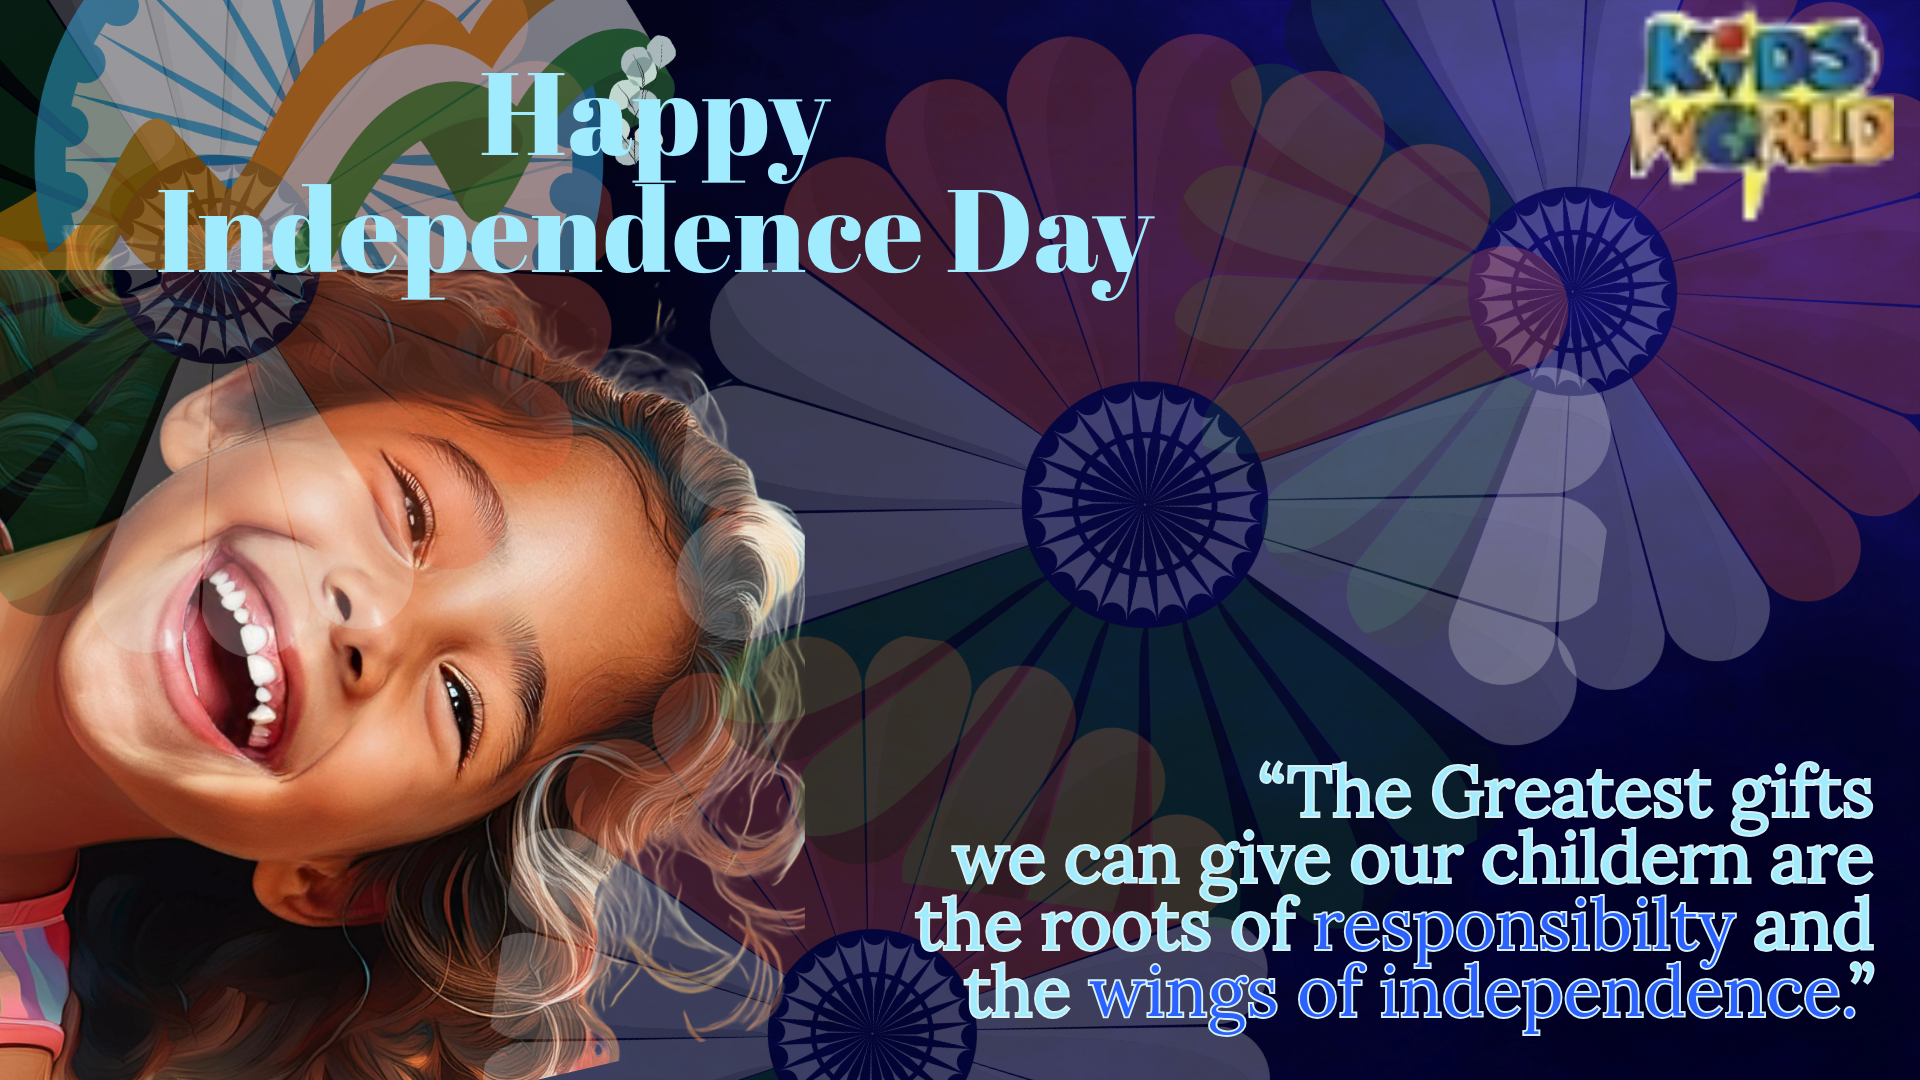 Happy
Independence Day
KiDS
WORLD
“The Greatest gifts
we can give our childern are
the roots of responsibilty and
the wings of independence.”